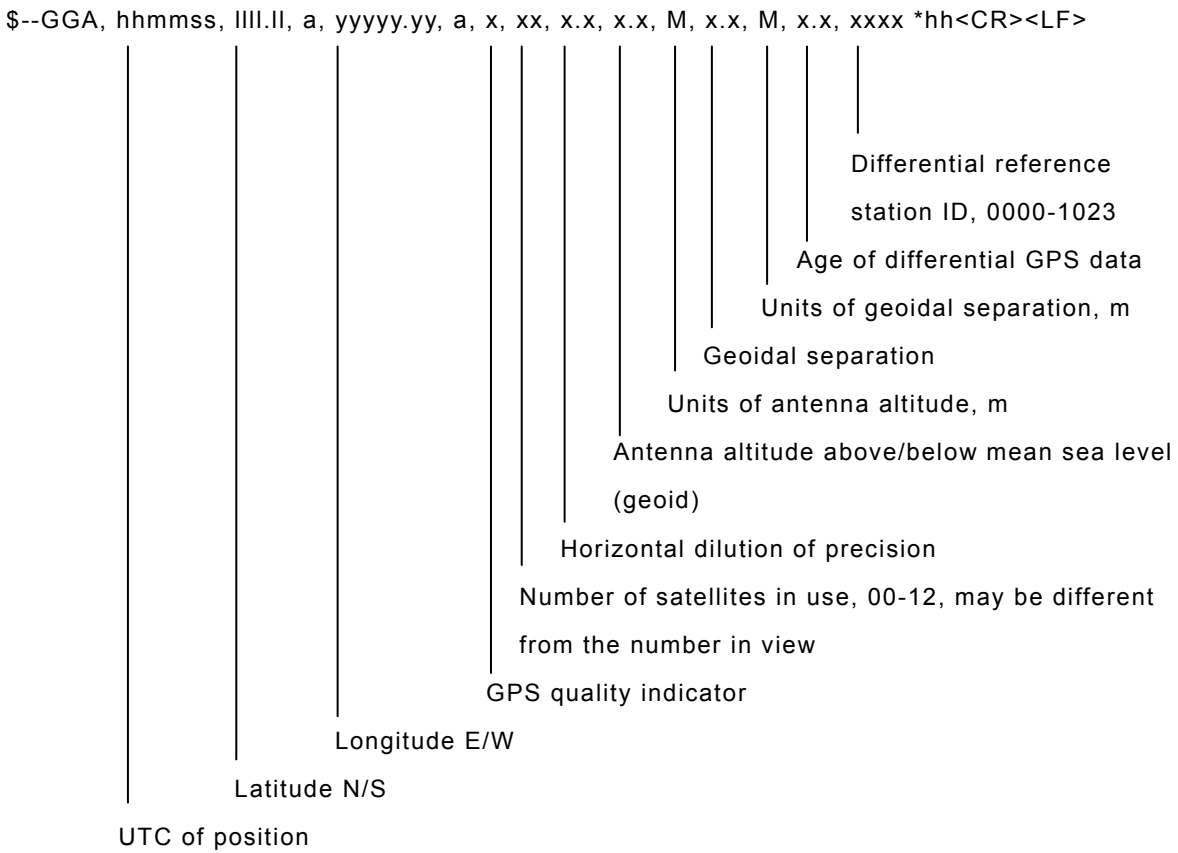 $--GGA, hhmmss, llll.ll, a, yyyyy.yy, a, x, xx, x.x, x.x, M, x.x, M, x.x, xxxx *hh<CR><LF>
Differential reference
station ID, 0000-1023
Age of differential GPS data
Units of geoidal separation, m
Geoidal separation
Units of antenna altitude, m
Antenna altitude above/below mean sea level
(geoid)
Horizontal dilution of precision
Number of satellites in use, 00-12, may be different
from the number in view
GPS quality indicator
Longitude E/W
Latitude N/S
UTC of position